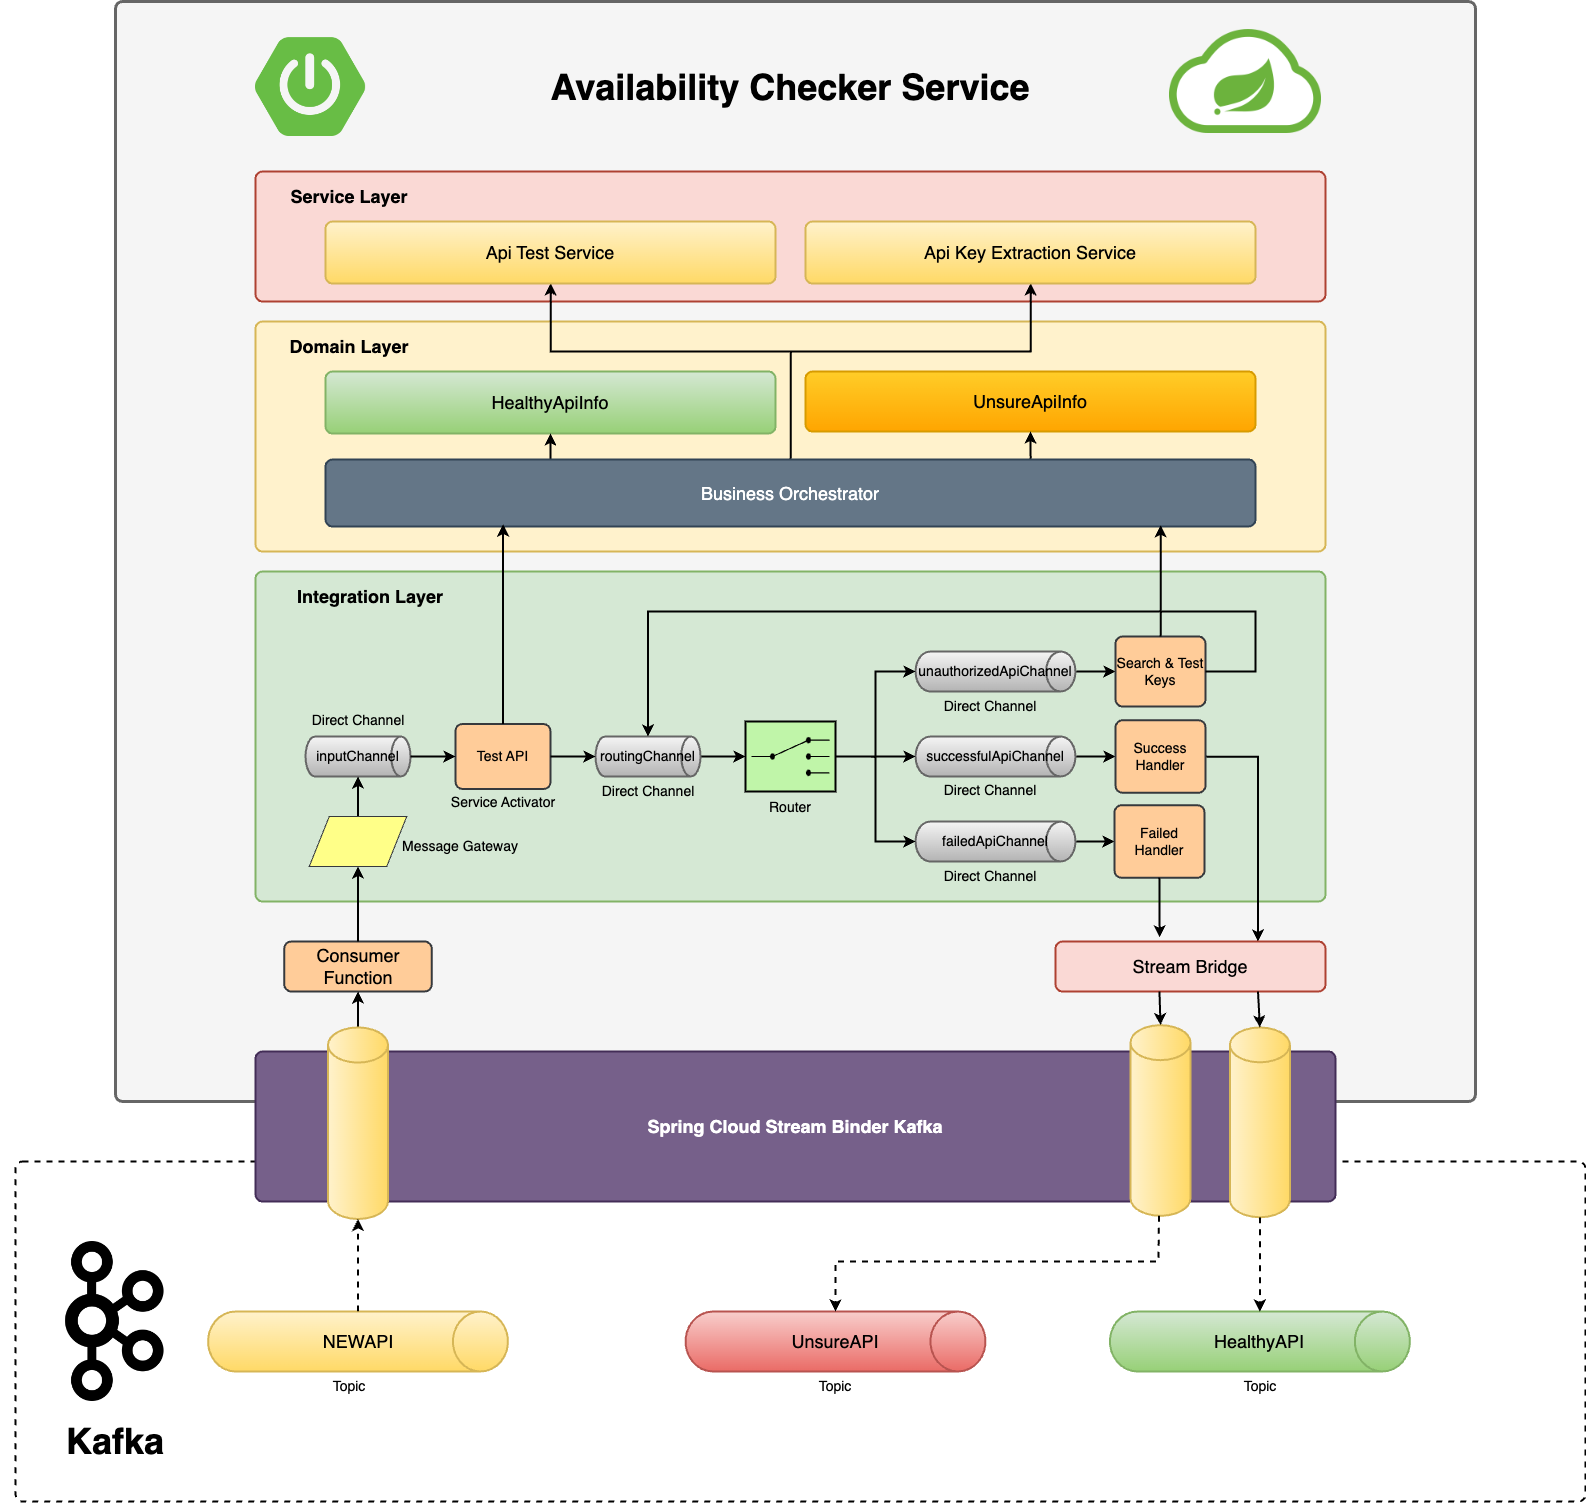 Availability Checker Service
Service Layer
Api Test Service
Api Key Extraction Service
Domain Layer
HealthyApiInfo
UnsureApiInfo
Business Orchestrator
Integration Layer
unauthorizedApiChannel
Direct Channel
Search & Test
Keys
Direct Channel
inputChannel
Test API
Service Activator
routingChannel
Direct Channel
Router
successfulApiChannel
Direct Channel
Success
Handler
failedApiChannel
Direct Channel
Failed
Handler
Message Gateway
Consumer
Function
Stream Bridge
Spring Cloud Stream Binder Kafka
NEWAPI
Topic
UnsureAPI
Topic
HealthyAPI
Topic
Kafka